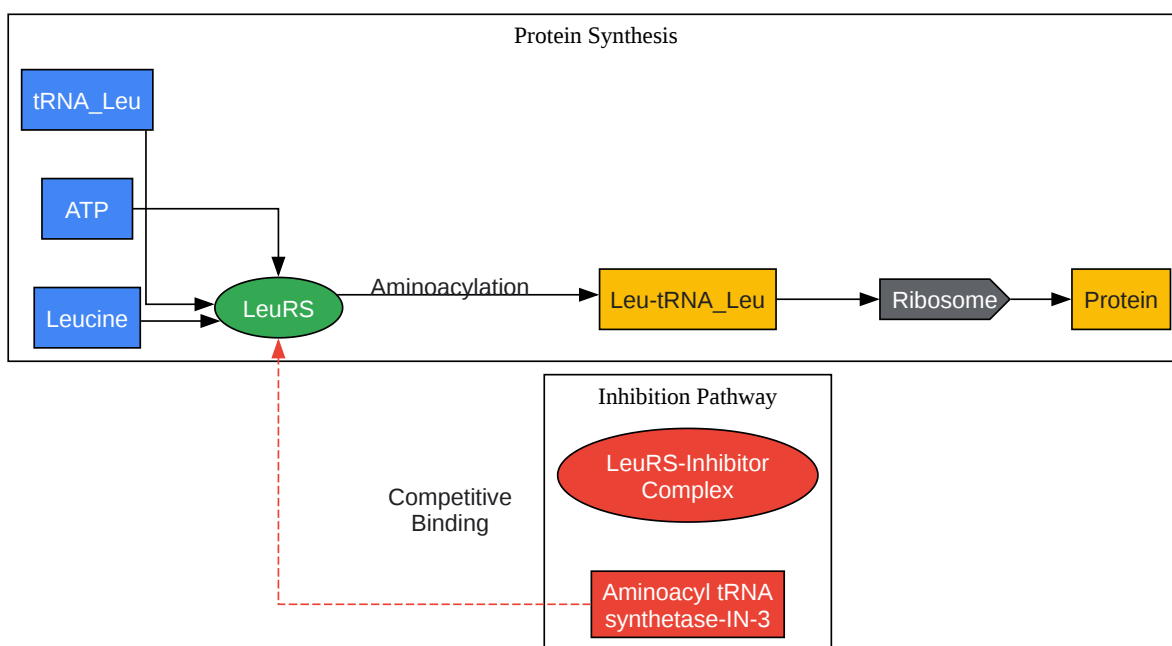 Protein Synthesis
tRNA_Leu
ATP
Leucine
LeuRS
Aminoacylation
Leu-tRNA_Leu
Ribosome
Protein
Inhibition Pathway
LeuRS-Inhibitor
Complex
Competitive
Binding
Aminoacyl tRNA
synthetase-IN-3